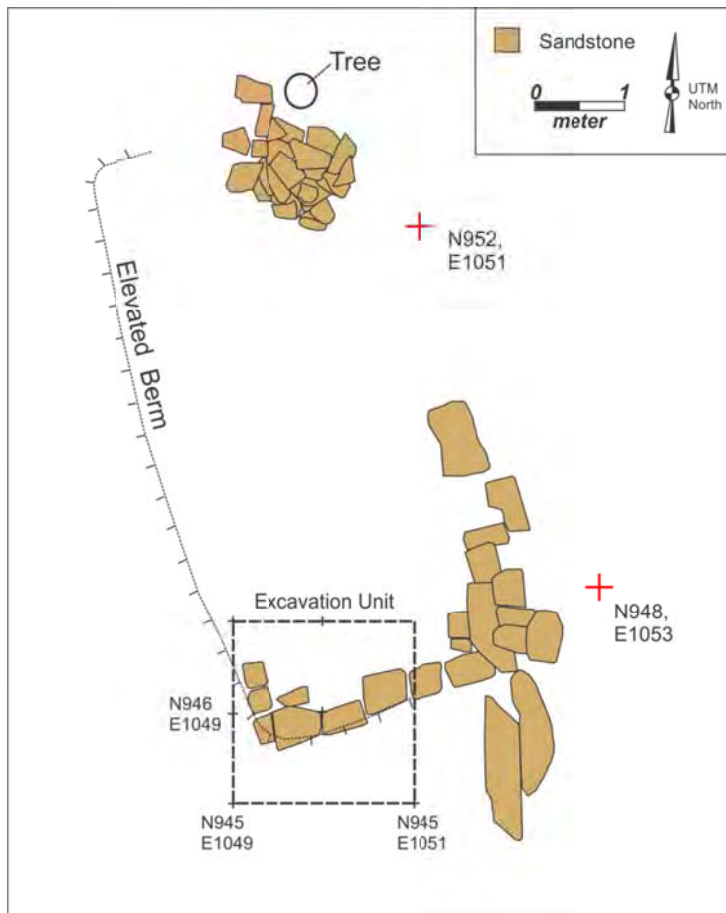 Sandstone
0 1
meter
UTM
North
Tree
N952,
E1051
Elevated Berm
Excavation Unit
N948,
E1053
N946
E1049
N945
E1049
N945
E1051